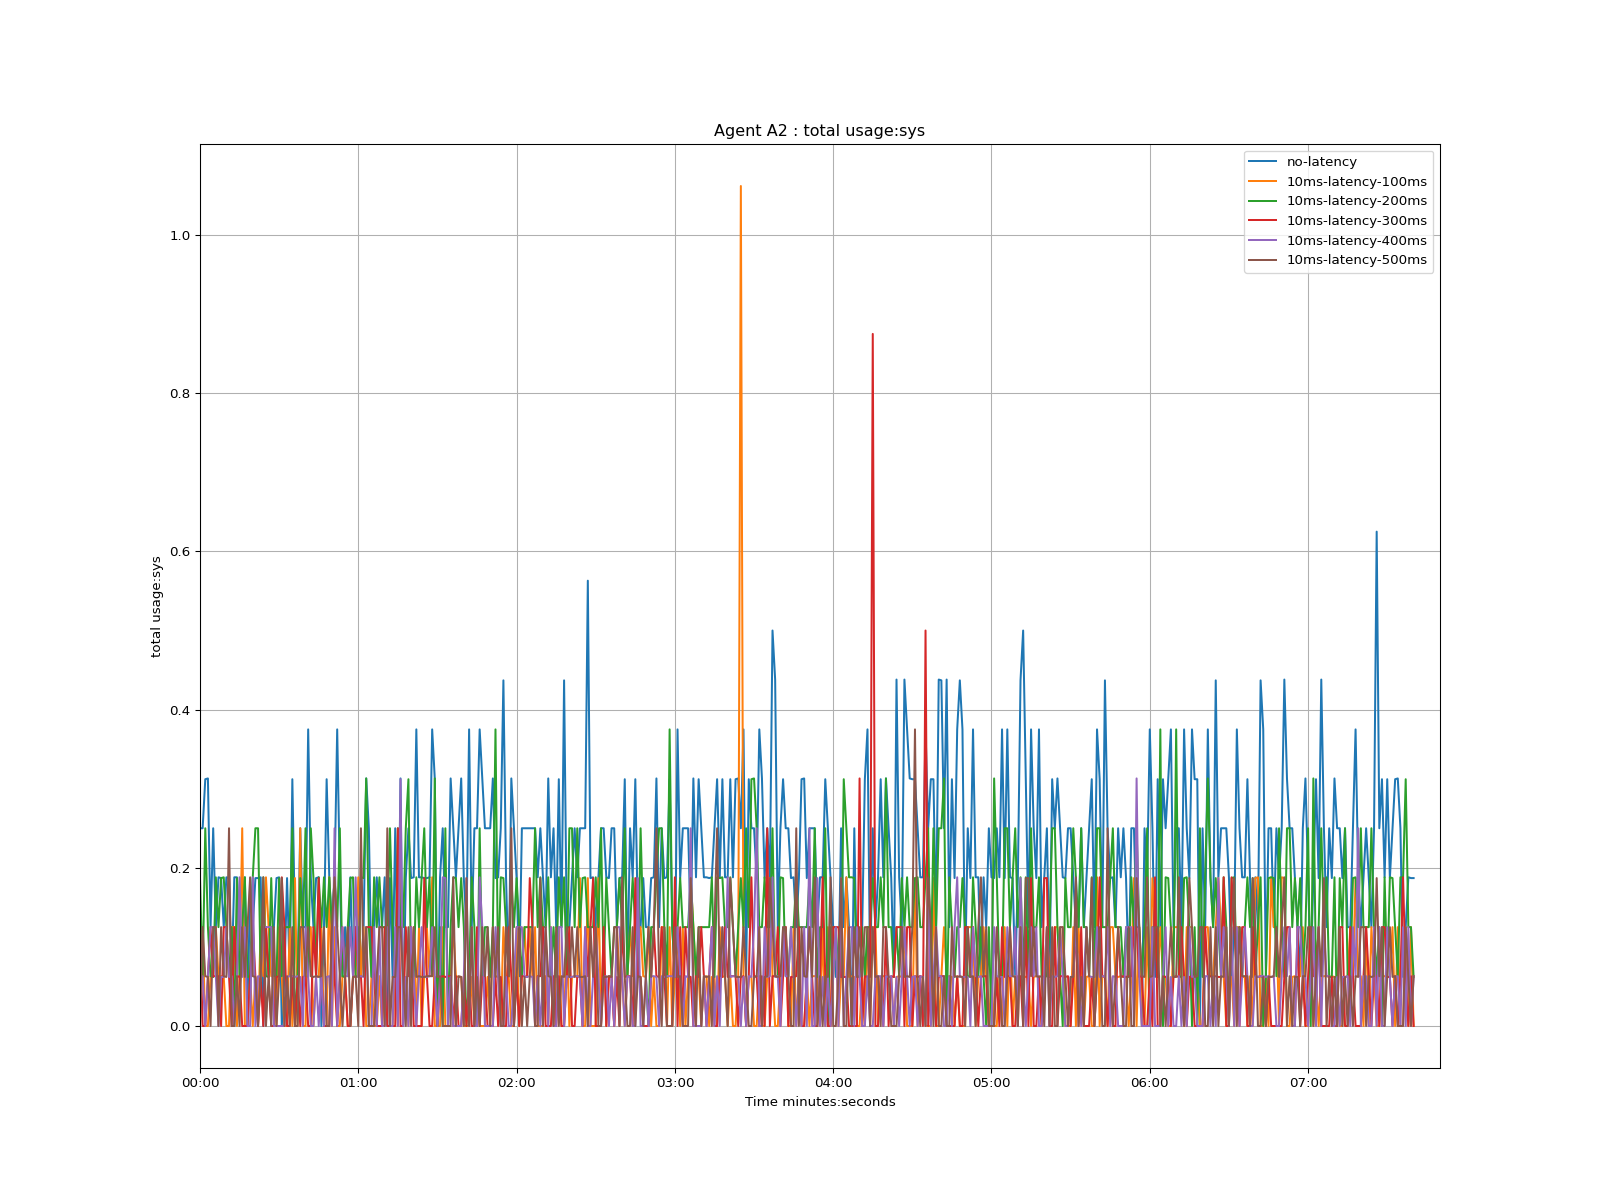 Agent A2 : total usage:sys
no-latency
10ms-latency-100ms
10ms-latency-200ms
10ms-latency-300ms
10ms-latency-400ms
10ms-latency-500ms
total usage:sys
1.0
0.8
0.6
0.4
0.2
0.0
00:00 01:00 02:00 03:00 04:00 05:00 06:00 07:00
Time minutes:seconds